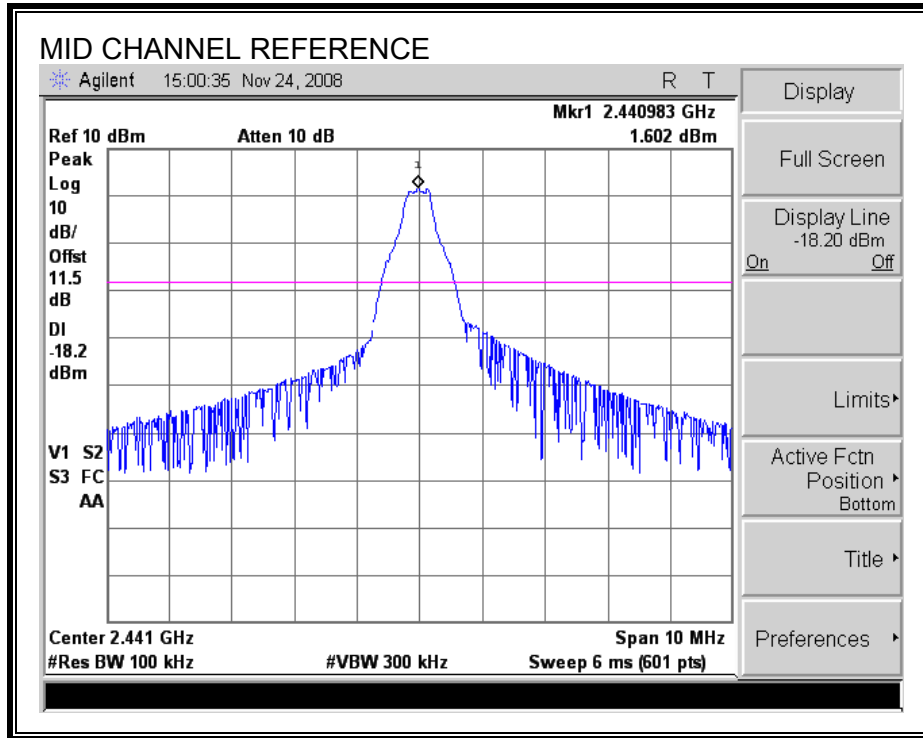 MID CHANNEL REFERENCE
Agilent 15:00:35 Nov 24, 2008 R T
Mkr1 2.440983 GHz
Ref 10 dBm Atten 10 dB 1.602 dBm
Peak
Log
10
dB/
Offst
11.5
dB
DI
-18.2
dBm
V1 S2
S3 FC
AA
1
Center 2.441 GHz Span 10 MHz
#Res BW 100 kHz #VBW 300 kHz Sweep 6 ms (601 pts)
Display
Full Screen
Display Line
-18.20 dBm
On Off
Limits
Active Fctn
Position
Bottom
Title
Preferences